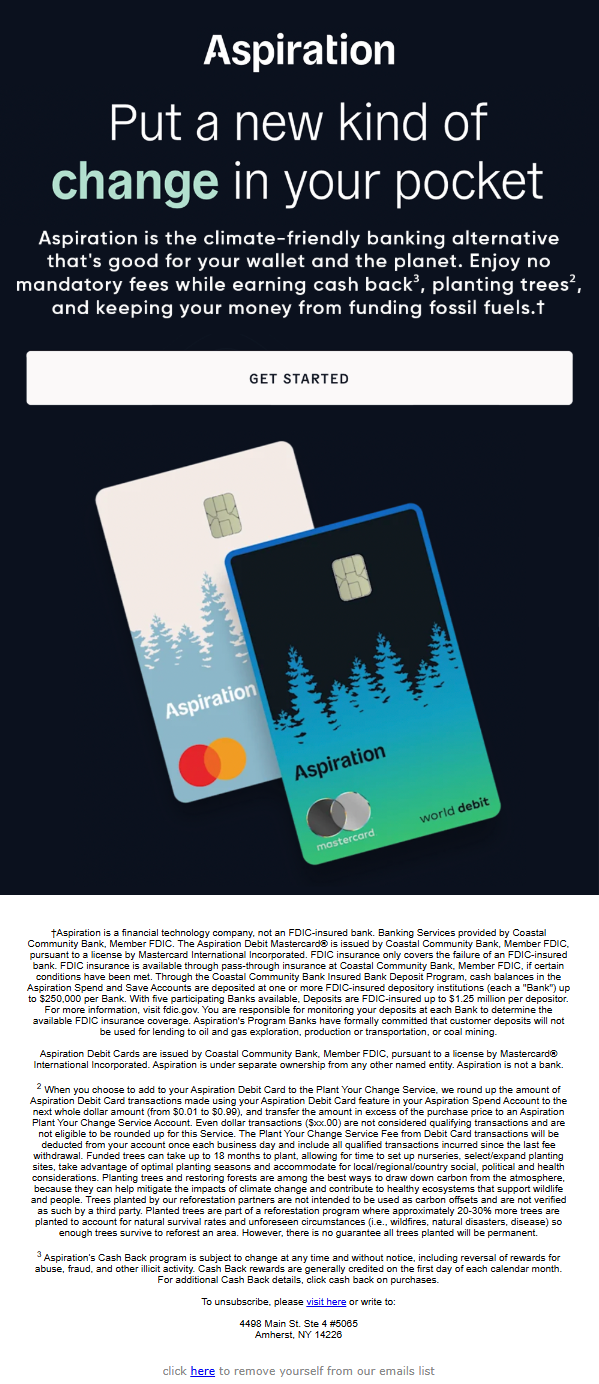 Aspiration
Put a new kind of
change in your pocket
Aspiration is the climate-friendly banking alternative
that's good for your wallet and the planet. Enjoy no
mandatory fees while earning cash back³, planting trees²,
and keeping your money from funding fossil fuels.†
GET STARTED
Aspiration
Aspiration
mastercard
world debit
†Aspiration is a financial technology company, not an FDIC-insured bank. Banking Services provided by Coastal
Community Bank, Member FDIC. The Aspiration Debit Mastercard® is issued by Coastal Community Bank, Member FDIC,
pursuant to a license by Mastercard International Incorporated. FDIC insurance only covers the failure of an FDIC-insured
bank. FDIC insurance is available through pass-through insurance at Coastal Community Bank, Member FDIC, if certain
conditions have been met. Through the Coastal Community Bank Insured Bank Deposit Program, cash balances in the
Aspiration Spend and Save Accounts are deposited at one or more FDIC-insured depository institutions (each a "Bank") up
to $250,000 per Bank. With five participating Banks available, Deposits are FDIC-insured up to $1.25 million per depositor.
For more information, visit fdic.gov. You are responsible for monitoring your deposits at each Bank to determine the
available FDIC insurance coverage. Aspiration's Program Banks have formally committed that customer deposits will not
be used for lending to oil and gas exploration, production or transportation, or coal mining.
Aspiration Debit Cards are issued by Coastal Community Bank, Member FDIC, pursuant to a license by Mastercard®
International Incorporated. Aspiration is under separate ownership from any other named entity. Aspiration is not a bank.
² When you choose to add to your Aspiration Debit Card to the Plant Your Change Service, we round up the amount of
Aspiration Debit Card transactions made using your Aspiration Debit Card feature in your Aspiration Spend Account to the
next whole dollar amount (from $0.01 to $0.99), and transfer the amount in excess of the purchase price to an Aspiration
Plant Your Change Service Account. Even dollar transactions ($xx.00) are not considered qualifying transactions and are
not eligible to be rounded up for this Service. The Plant Your Change Service Fee from Debit Card transactions will be
deducted from your account once each business day and include all qualified transactions incurred since the last fee
withdrawal. Funded trees can take up to 18 months to plant, allowing for time to set up nurseries, select/expand planting
sites, take advantage of optimal planting seasons and accommodate for local/regional/country social, political and health
considerations. Planting trees and restoring forests are among the best ways to draw down carbon from the atmosphere,
because they can help mitigate the impacts of climate change and contribute to healthy ecosystems that support wildlife
and people. Trees planted by our reforestation partners are not intended to be used as carbon offsets and are not verified
as such by a third party. Planted trees are part of a reforestation program where approximately 20-30% more trees are
planted to account for natural survival rates and unforeseen circumstances (i.e., wildfires, natural disasters, disease) so
enough trees survive to reforest an area. However, there is no guarantee all trees planted will be permanent.
³ Aspiration's Cash Back program is subject to change at any time and without notice, including reversal of rewards for
abuse, fraud, and other illicit activity. Cash Back rewards are generally credited on the first day of each calendar month.
For additional Cash Back details, click cash back on purchases.
To unsubscribe, please visit here or write to:
4498 Main St. Ste 4 #5065
Amherst, NY 14226
click here to remove yourself from our emails list